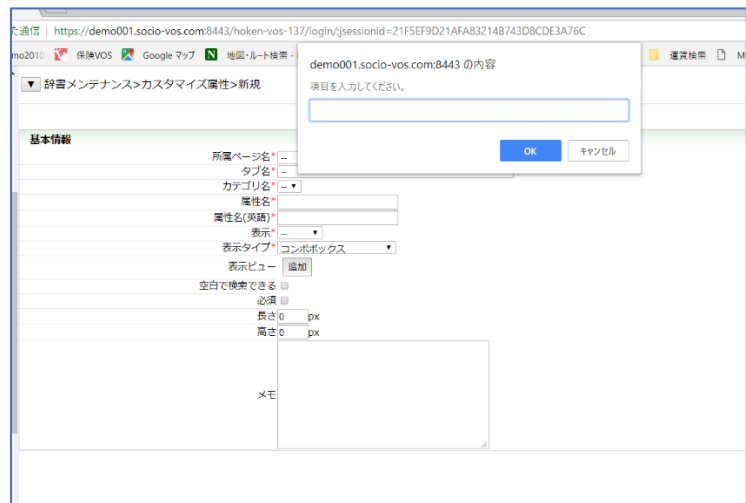 た通信 | https://demo001.socio-vos.com:8443/hoken-vos-137/login/;jsessionid=21F5EF9D21AFA83214B743D8CDE3A76C
mo2010 保険VOS Google マップ N 地図・ルート検索 - 運賃検索 M
▼ 辞書メンテナンス>カスタマイズ属性>新規
demo001.socio-vos.com:8443 の内容
項目を入力してください。
OK キャンセル
基本情報
所属ページ名* --
タブ名* --
カテゴリ名* -- ▼
属性名*
属性名(英語)*
表示* -- ▼
表示タイプ* コンボボックス ▼
表示ビュー 追加
空白で検索できる
必須
長さ 0 px
高さ 0 px
メモ